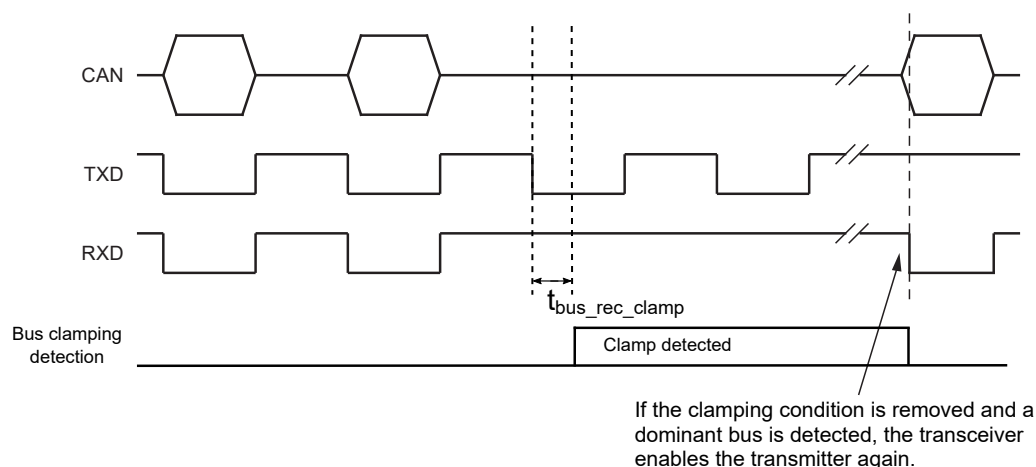 CAN
TXD
RXD
tbus_rec_clamp
Bus clamping
detection
Clamp detected
If the clamping condition is removed and a
dominant bus is detected, the transceiver
enables the transmitter again.